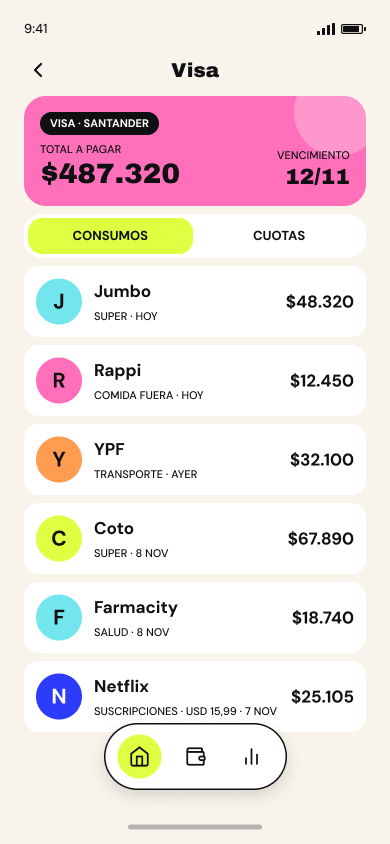 9:41
Visa
VISA · SANTANDER
TOTAL A PAGAR
$487.320
VENCIMIENTO
12/11
CONSUMOS
CUOTAS
J
Jumbo
SUPER · HOY
$48.320
R
Rappi
COMIDA FUERA · HOY
$12.450
Y
YPF
TRANSPORTE · AYER
$32.100
C
Coto
SUPER · 8 NOV
$67.890
F
Farmacity
SALUD · 8 NOV
$18.740
N
Netflix
SUSCRIPCIONES · USD 15,99 · 7 NOV
$25.105